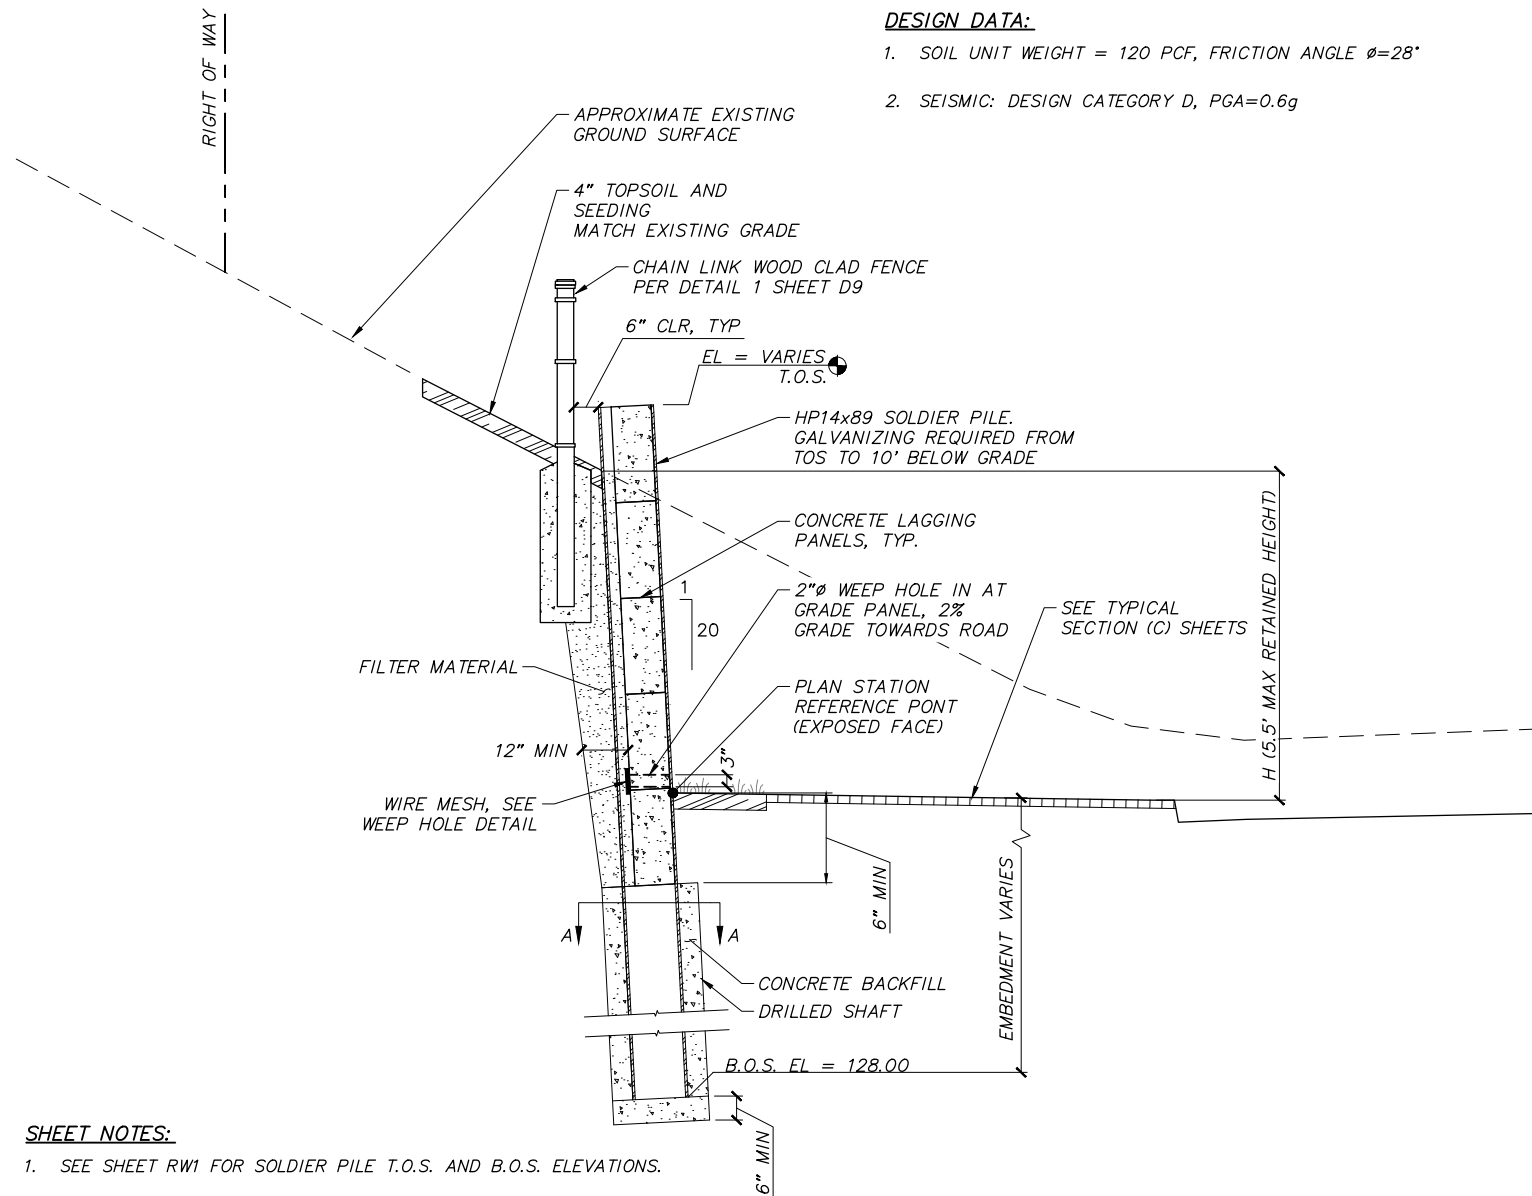 RIGHT OF WAY
DESIGN DATA:
1. SOIL UNIT WEIGHT = 120 PCF, FRICTION ANGLE ø=28°
2. SEISMIC: DESIGN CATEGORY D, PGA=0.6g
APPROXIMATE EXISTING
GROUND SURFACE
4" TOPSOIL AND
SEEDING
MATCH EXISTING GRADE
CHAIN LINK WOOD CLAD FENCE
PER DETAIL 1 SHEET D9
6" CLR, TYP
EL = VARIES
T.O.S.
HP14x89 SOLDIER PILE.
GALVANIZING REQUIRED FROM
TOS TO 10' BELOW GRADE
CONCRETE LAGGING
PANELS, TYP.
1
20
2"ø WEEP HOLE IN AT
GRADE PANEL, 2%
GRADE TOWARDS ROAD
SEE TYPICAL
SECTION (C) SHEETS
H (5.5' MAX RETAINED HEIGHT)
FILTER MATERIAL
PLAN STATION
REFERENCE PONT
(EXPOSED FACE)
12" MIN
3"
WIRE MESH, SEE
WEEP HOLE DETAIL
6" MIN
EMBEDMENT VARIES
A
A
CONCRETE BACKFILL
DRILLED SHAFT
B.O.S. EL = 128.00
6" MIN
SHEET NOTES:
1. SEE SHEET RW1 FOR SOLDIER PILE T.O.S. AND B.O.S. ELEVATIONS.